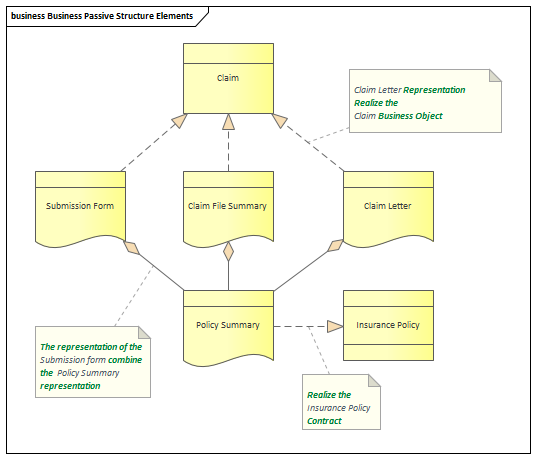 business Business Passive Structure Elements
Claim
Claim Letter Representation
Realize the
Claim Business Object
Submission Form
Claim File Summary
Claim Letter
Policy Summary
Insurance Policy
The representation of the
Submission form combine
the Policy Summary
representation
Realize the
Insurance Policy
Contract